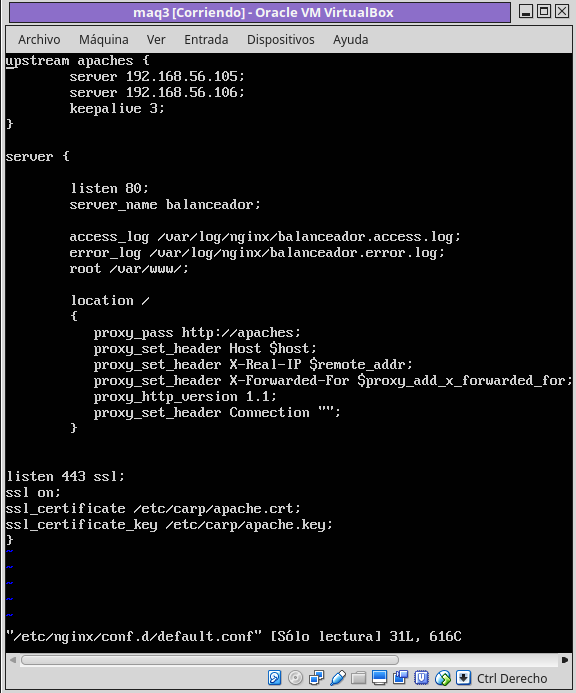 maq3 [Corriendo] - Oracle VM VirtualBox
Archivo Máquina Ver Entrada Dispositivos Ayuda
upstream apaches {
        server 192.168.56.105;
        server 192.168.56.106;
        keepalive 3;
}

server {

        listen 80;
        server_name balanceador;

        access_log /var/log/nginx/balanceador.access.log;
        error_log /var/log/nginx/balanceador.error.log;
        root /var/www/;

        location /
        {
           proxy_pass http://apaches;
           proxy_set_header Host $host;
           proxy_set_header X-Real-IP $remote_addr;
           proxy_set_header X-Forwarded-For $proxy_add_x_forwarded_for;
           proxy_http_version 1.1;
           proxy_set_header Connection "";
        }

listen 443 ssl;
ssl on;
ssl_certificate /etc/carp/apache.crt;
ssl_certificate_key /etc/carp/apache.key;
}
~
~
~
~
~
"/etc/nginx/conf.d/default.conf" [Sólo lectura] 31L, 616C
Ctrl Derecho